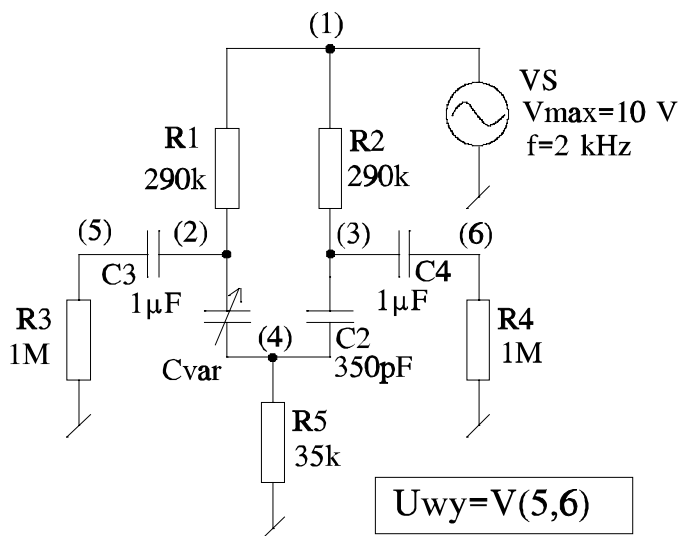 (1)
VS
Vmax=10 V
f=2 kHz
R1
290k
R2
290k
(5)
(2)
(3)
(6)
C3
1μF
C4
1μF
R3
1M
Cvar
(4)
C2
350pF
R4
1M
R5
35k
Uwy=V(5,6)